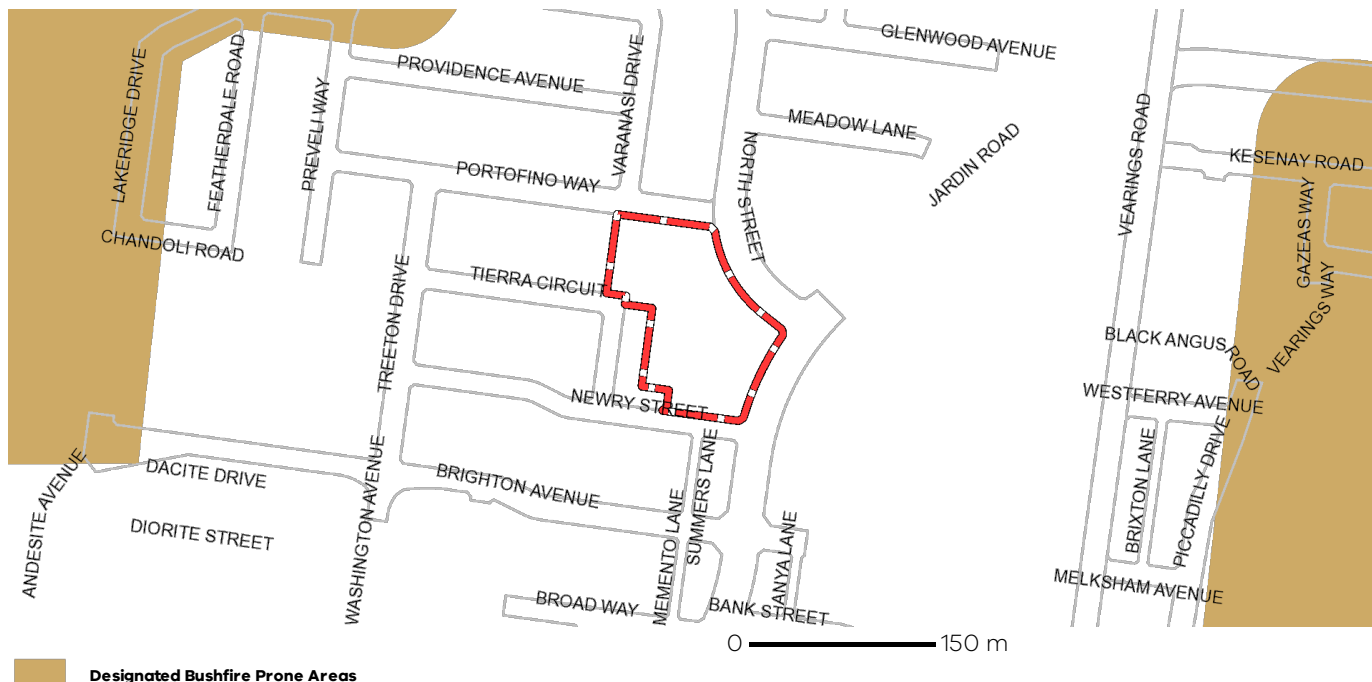 GLENWOOD AVENUE
PROVIDENCE AVENUE
LAKERIDGE DRIVE
FEATHERDALE ROAD
PREVELI WAY
VARANASI DRIVE
MEADOW LANE
VEARINGS ROAD
JARDIN ROAD
KESENAY ROAD
PORTOFINO WAY
NORTH STREET
GAZEAS WAY
CHANDOLI ROAD
TIERRA CIRCUIT
TREETON DRIVE
VEARINGS WAY
BLACK ANGUS ROAD
NEWRY STREET
WESTFERRY AVENUE
BRIGHTON AVENUE
DACITE DRIVE
ANDESITE AVENUE
WASHINGTON AVENUE
SUMMERS LANE
BRIXTON LANE
PICCADILLY DRIVE
DIORITE STREET
MEMENTO LANE
ANYA LANE
MELKSHAM AVENUE
BROAD WAY
BANK STREET
0 150 m
Designated Bushfire Prone Areas